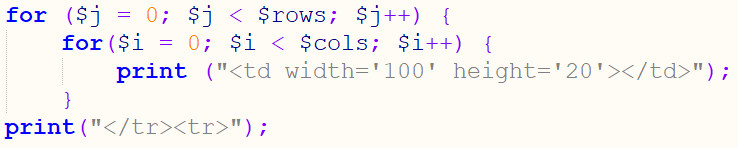 for ($j = 0; $j < $rows; $j++) {
    for($i = 0; $i < $cols; $i++) {
        print ("<td width='100' height='20'></td>");
    }
print("</tr><tr>");